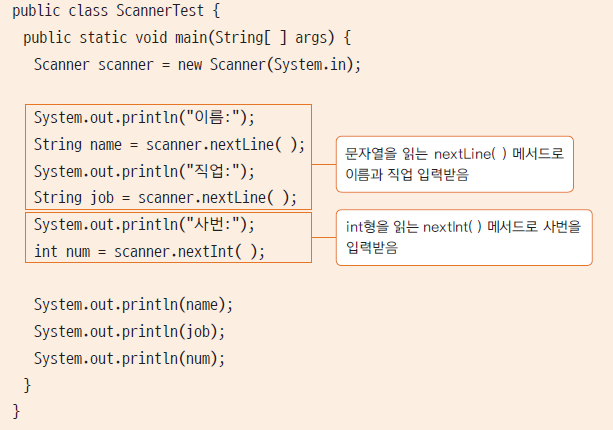 public class ScannerTest {
public static void main(String[ ] args) {
Scanner scanner = new Scanner(System.in);
System.out.println("이름:");
String name = scanner.nextLine( );
System.out.println("직업:");
String job = scanner.nextLine( );
문자열을 읽는 nextLine( ) 메서드로
이름과 직업 입력받음
System.out.println("사번:");
int num = scanner.nextInt( );
int형을 읽는 nextInt( ) 메서드로 사번을
입력받음
System.out.println(name);
System.out.println(job);
System.out.println(num);
}
}